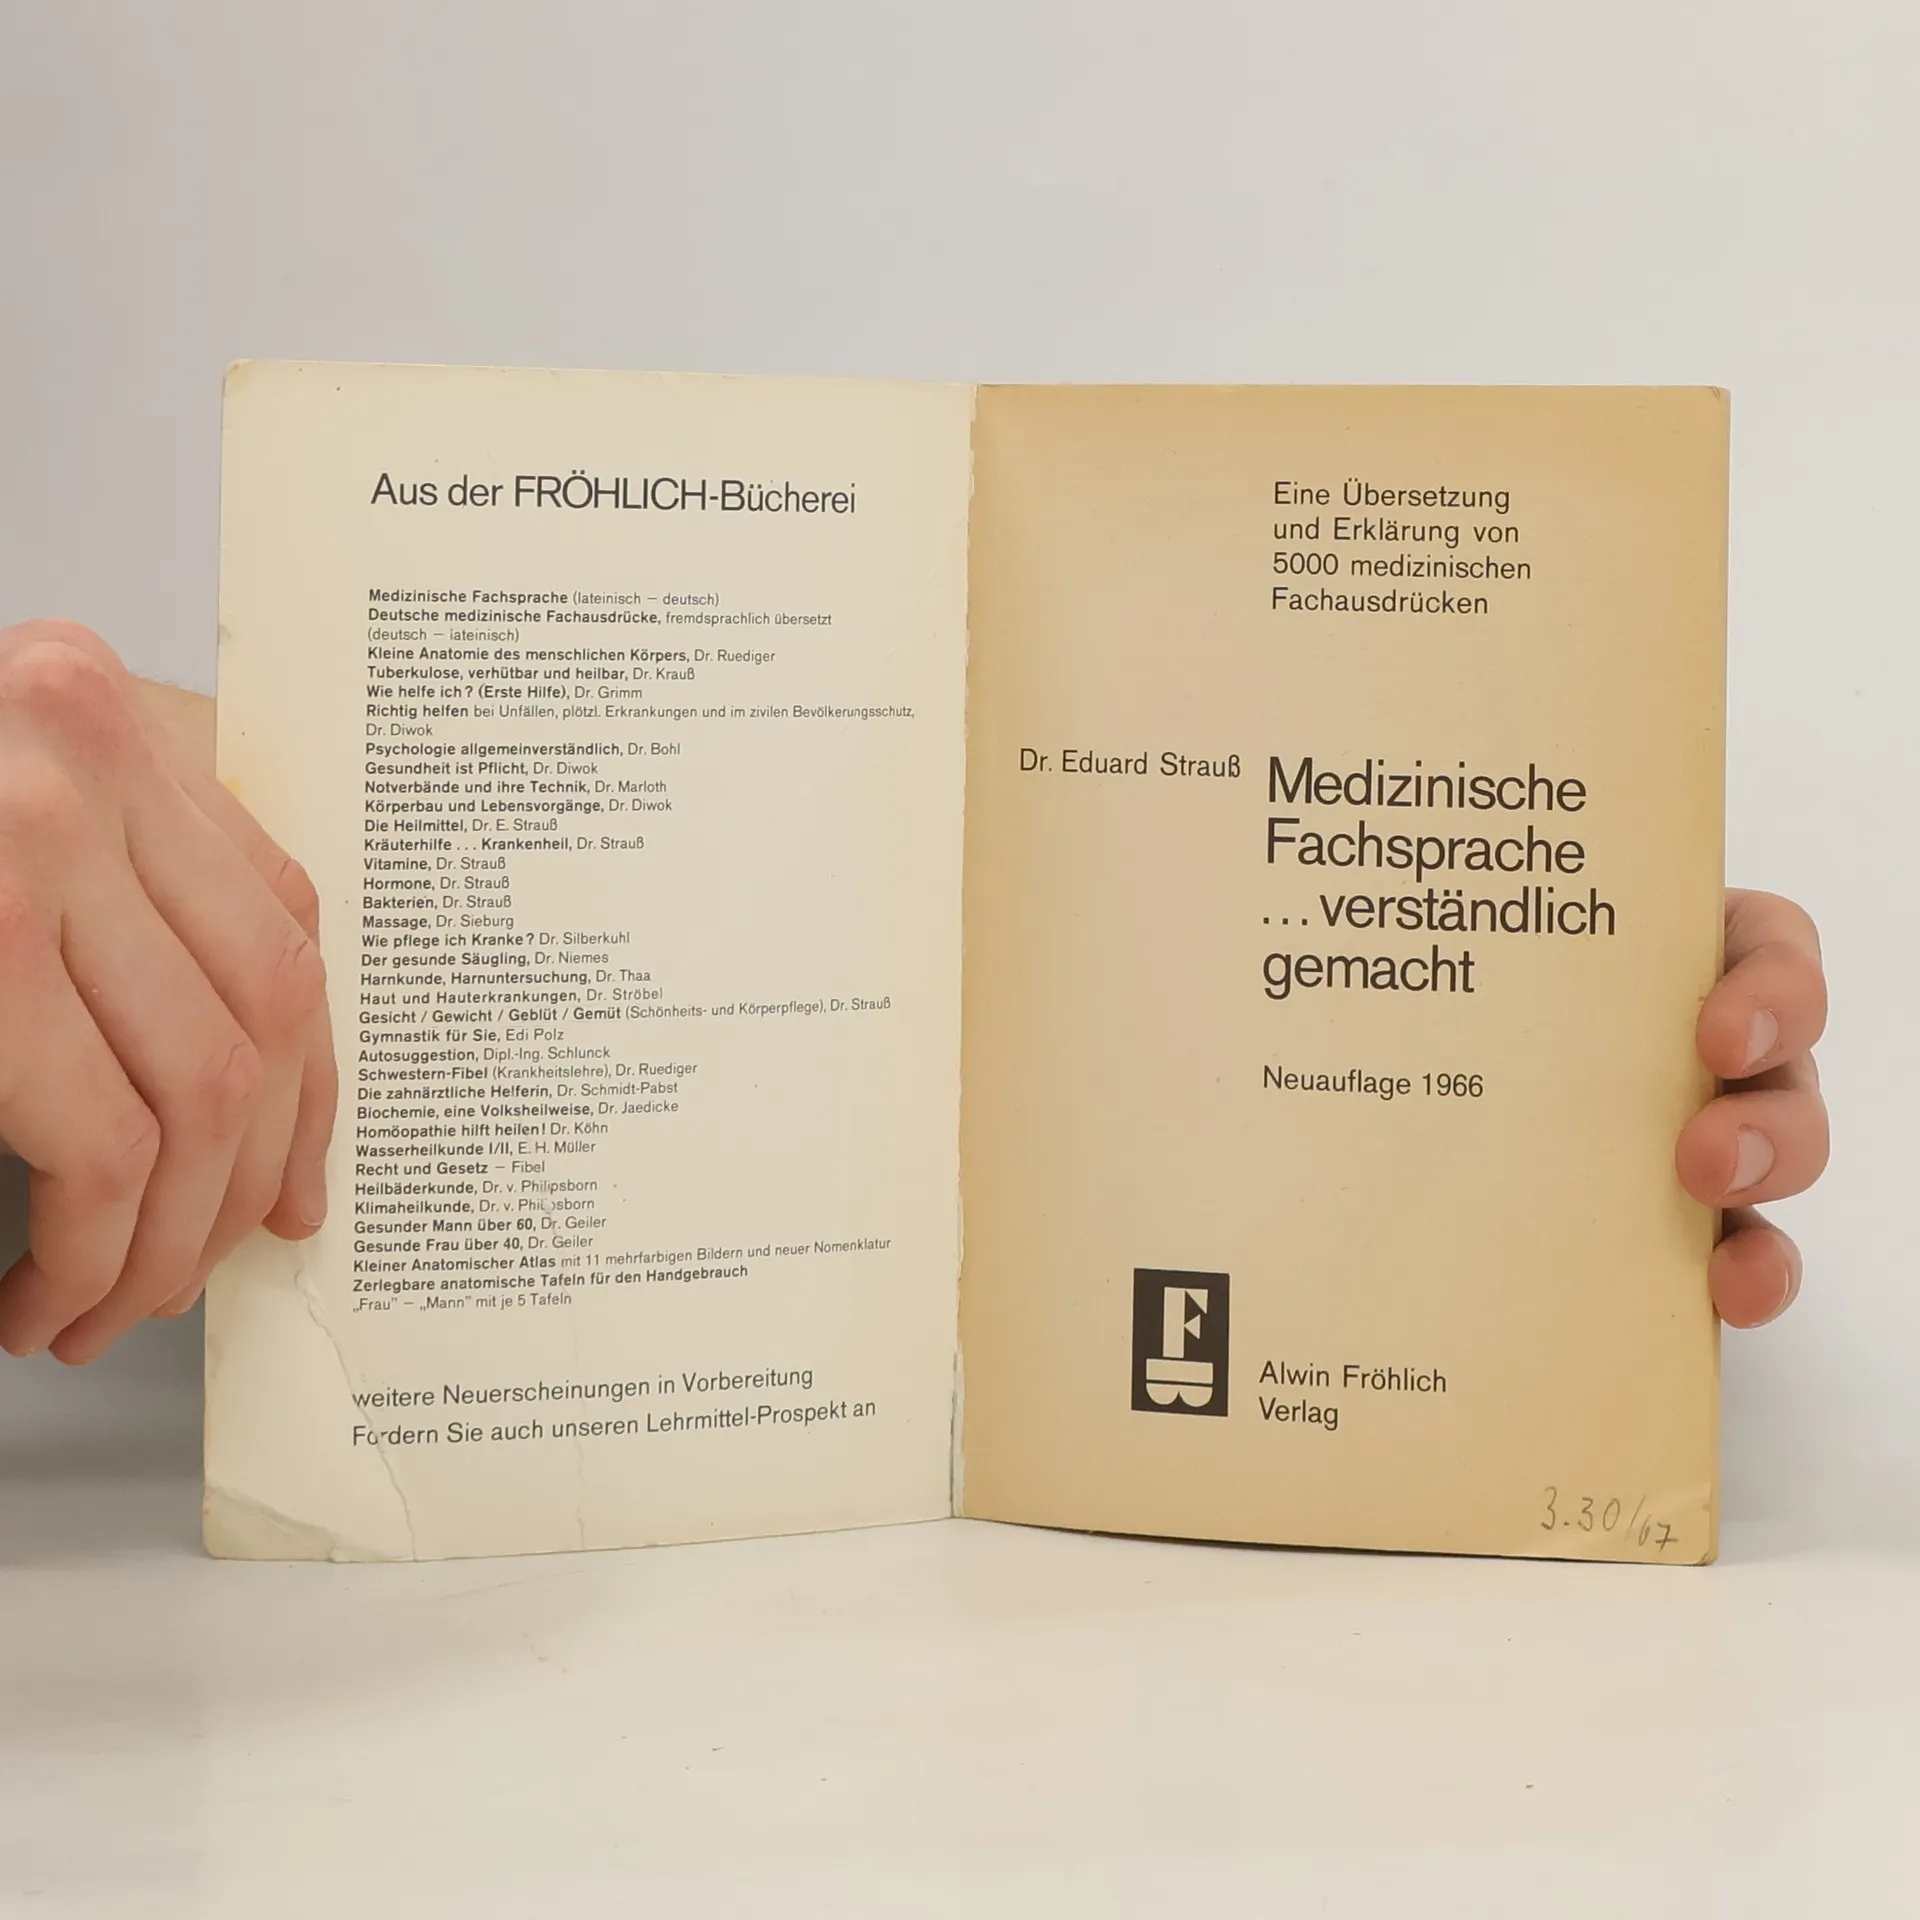 Aus der FRÖHLICH-Bücherei
Medizinische Fachsprache (lateinisch — deutsch)
Deutsche medizinische Fachausdrücke, fremdsprachlich übersetzt
(deutsch — lateinisch)
Kleine Anatomie des menschlichen Körpers, Dr. Ruediger
Tuberkulose, verhütbar und heilbar, Dr. Krauß
Wie helfe ich? (Erste Hilfe), Dr. Grimm
Richtig helfen bei Unfällen, plötzl. Erkrankungen und im zivilen Bevölkerungsschutz,
Dr. Diwok
Psychologie allgemeinverständlich, Dr. Bohl
Gesundheit ist Pflicht, Dr. Diwok
Notverbände und ihre Technik, Dr. Marloth
Körperbau und Lebensvorgänge, Dr. Diwok
Die Heilmittel, Dr. E. Strauß
Kräuterhilfe ... Krankenheil, Dr. Strauß
Vitamine, Dr. Strauß
Hormone, Dr. Strauß
Bakterien, Dr. Strauß
Massage, Dr. Sieburg
Wie pflege ich Kranke? Dr. Silberkuhl
Der gesunde Säugling, Dr. Niemes
Harnkunde, Harnuntersuchung, Dr. Thaa
Haut und Hauterkrankungen, Dr. Ströbel
Gesicht / Gewicht / Geblüt / Gemüt (Schönheits- und Körperpflege), Dr. Strauß
Gymnastik für Sie, Edi Polz
Autosuggestion, Dipl.-Ing. Schlunck
Schwestern-Fibel (Krankheitslehre), Dr. Ruediger
Die zahnärztliche Helferin, Dr. Schmidt-Pabst
Biochemie, eine Volksheilweise, Dr. Jaedicke
Homöopathie hilft heilen! Dr. Köhn
Wasserheilkunde I/II, E. H. Müller
Recht und Gesetz — Fibel
Heilbäderkunde, Dr. v. Philipsborn
Klimaheilkunde, Dr. v. Philipsborn
Gesunder Mann über 60, Dr. Geiler
Gesunde Frau über 40, Dr. Geiler
Kleiner Anatomischer Atlas mit 11 mehrfarbigen Bildern und neuer Nomenklatur
Zerlegbare anatomische Tafeln für den Handgebrauch
„Frau" — „Mann" mit je 5 Tafeln
weitere Neuerscheinungen in Vorbereitung
Fordern Sie auch unseren Lehrmittel-Prospekt an
Eine Übersetzung
und Erklärung von
5000 medizinischen
Fachausdrücken
Dr. Eduard Strauß
Medizinische
Fachsprache
...verständlich
gemacht
Neuauflage 1966
FB
Alwin Fröhlich
Verlag
3.30/67